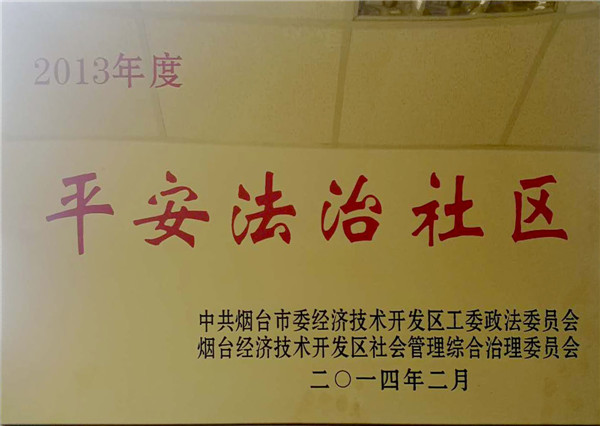 2013年度
平安法治社区
中共烟台市委经济技术开发区工委政法委员会
烟台经济技术开发区社会管理综合治理委员会
二〇一四年二月